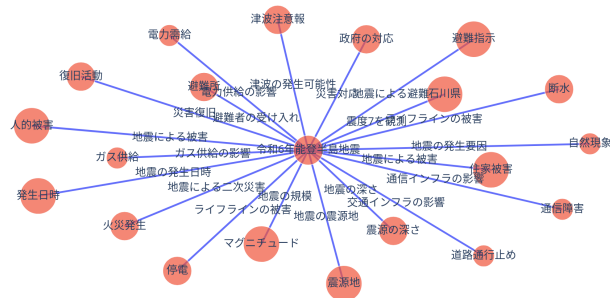 津波注意報
電力需給
政府の対応
避難指示
復旧活動
避難所
津波の発生可能性
電力供給の影響
災害対応
地震による避難
石川県
断水
災害復旧
避難者の受け入れ
震度7を観測
ライフラインの被害
人的被害
地震による被害
地震の発生要因
自然現象
令和6年能登半島地震
ガス供給
ガス供給の影響
地震による被害
住家被害
地震の発生日時
通信インフラの影響
発生日時
地震による二次災害
地震の規模
地震の深さ
交通インフラの影響
ライフラインの被害
地震の震源地
通信障害
火災発生
マグニチュード
震源の深さ
道路通行止め
停電
震源地